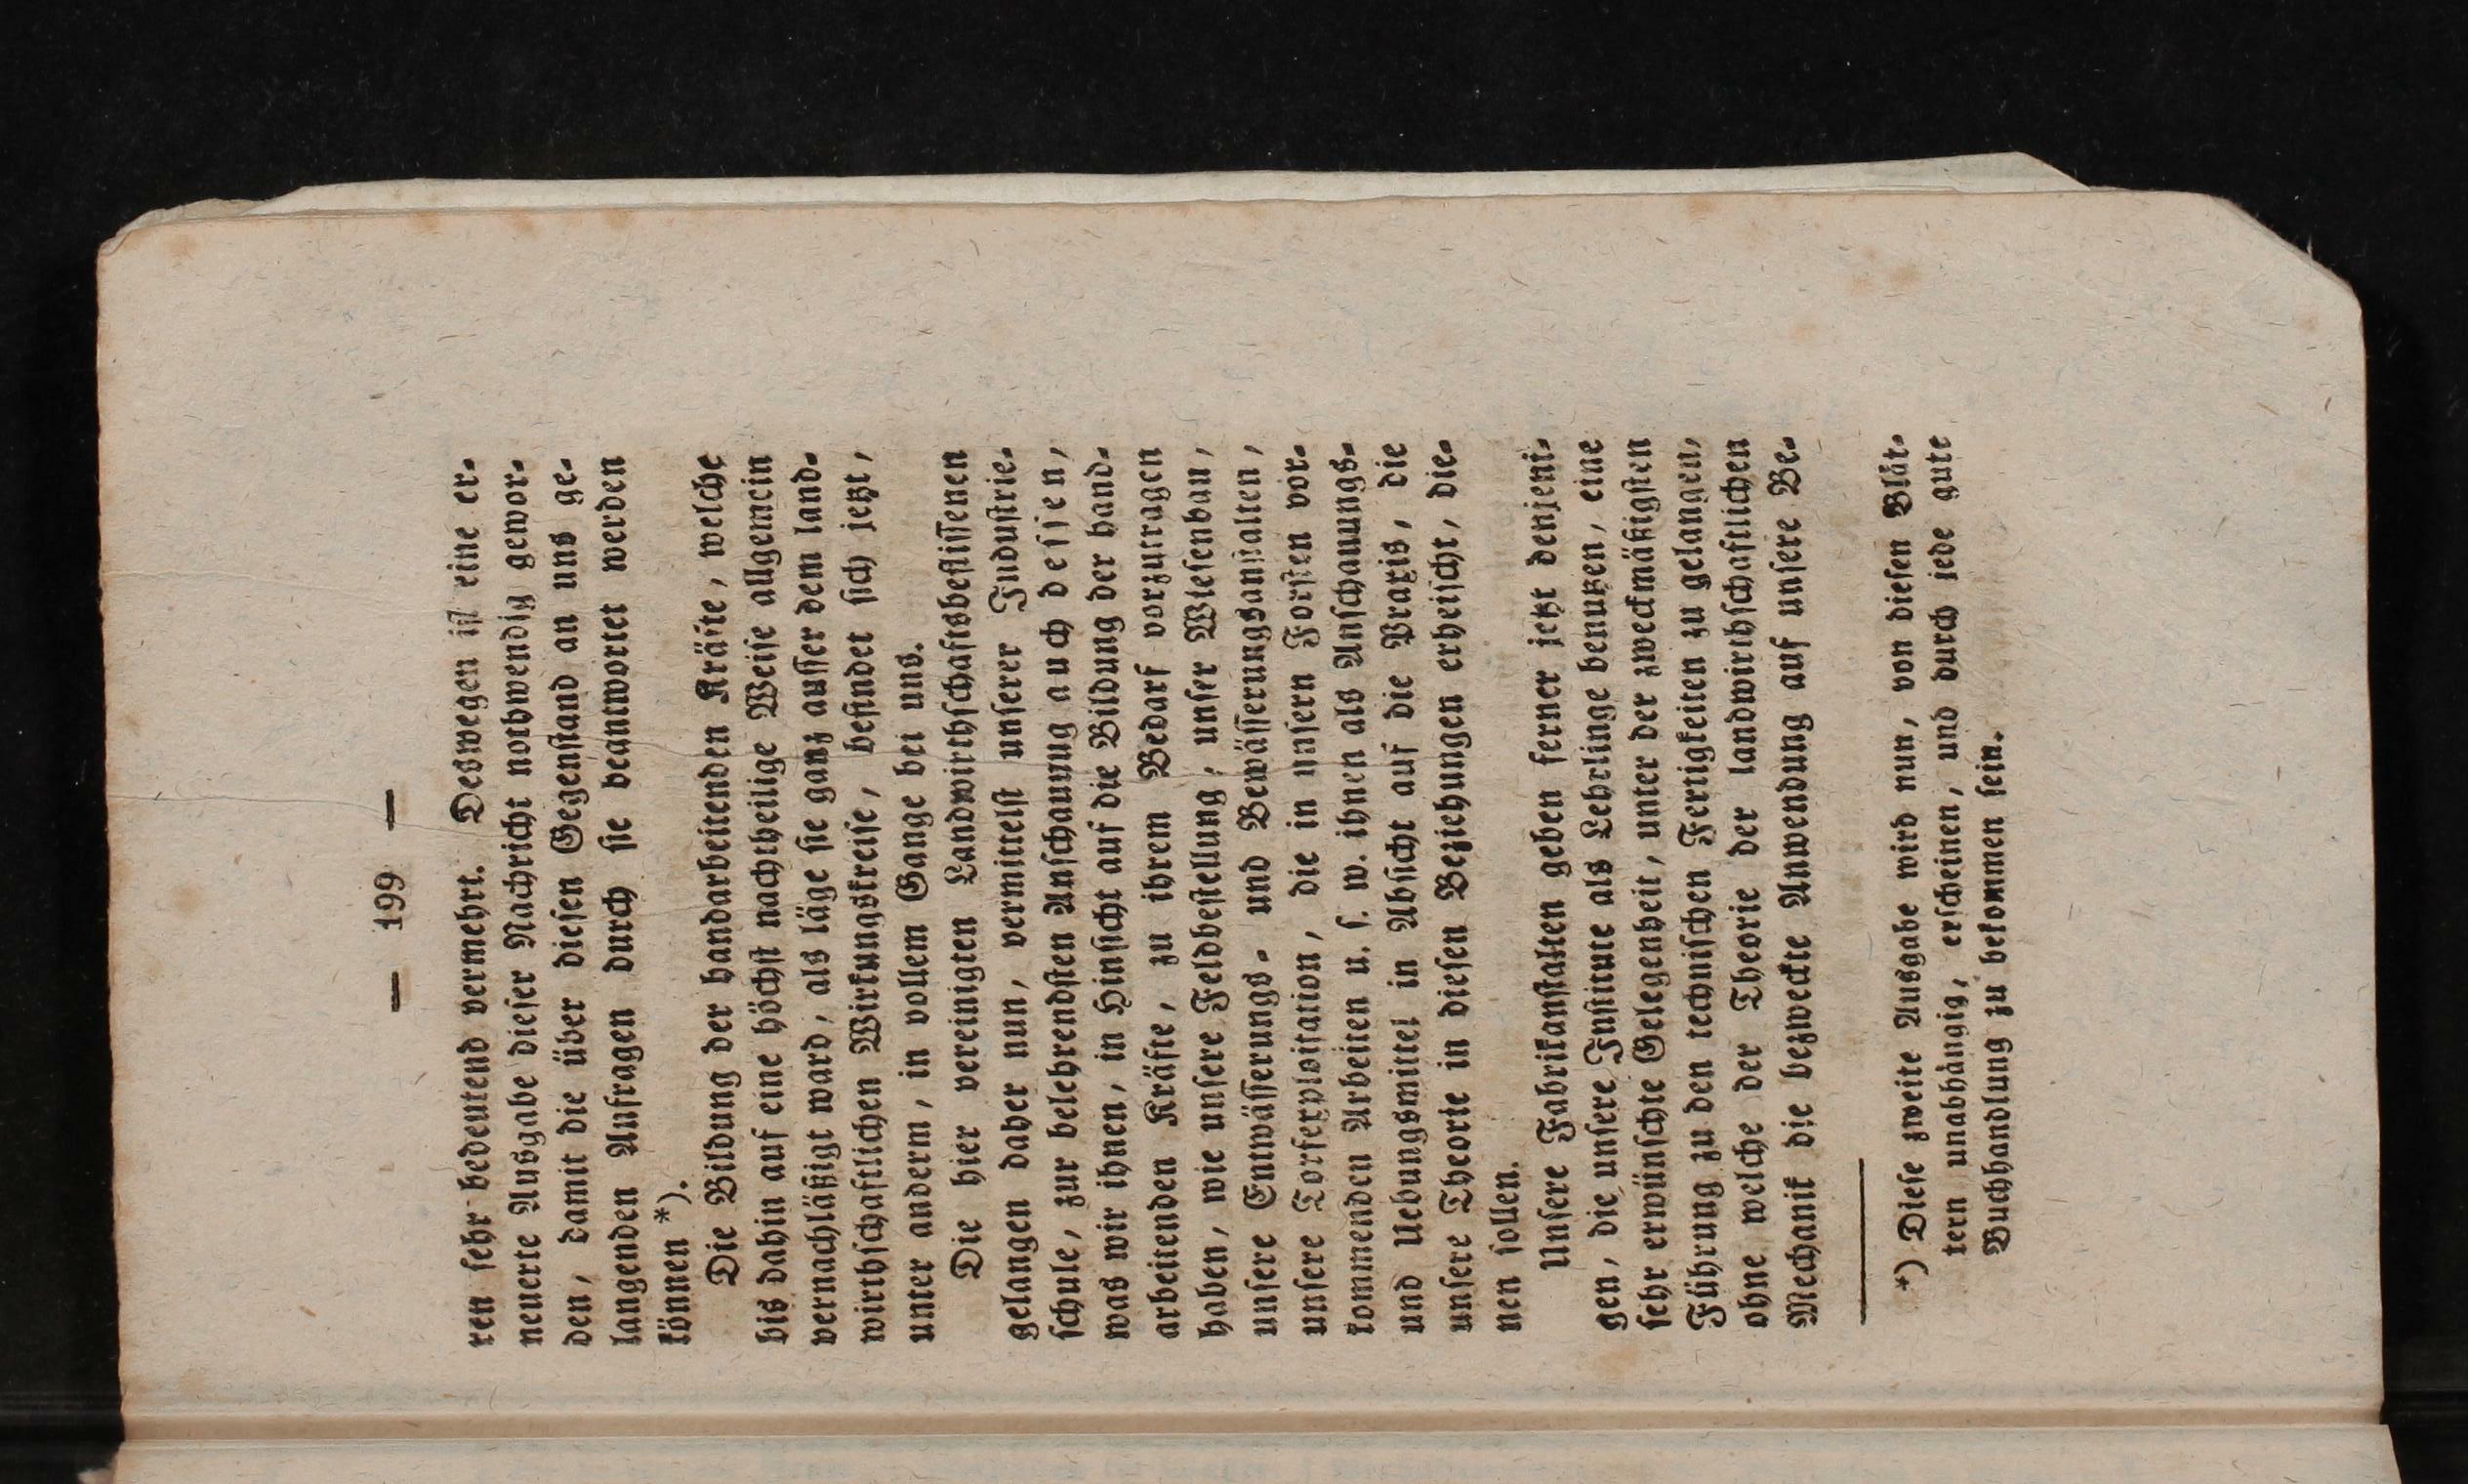 — 199 —
ren sehr bedeutend vermehrt. Deswegen ist eine er-
neuerte Ausgabe dieser Nachricht nothwendig gewor-
den, damit die über diesen Gegenstand an uns ge-
langenden Anfragen durch sie beantwortet werden
können *).
Die Bildung der handarbeitenden Kräfte, welche
bis dahin auf eine höchst nachtheilige Weise allgemein
vernachläßigt ward, als läge sie ganz ausser dem land-
wirthschaftlichen Wirkungskreise, befindet sich jetzt,
unter anderm, in vollem Gange bei uns.
Die hier vereinigten Landwirthschaftsbeflissenen
gelangen daher nun, vermittelst unserer Industrie-
schule, zur belehrendsten Anschauung auch dessen,
was wir ihnen, in Hinsicht auf die Bildung der hand-
arbeitenden Kräfte, zu ihrem Bedarf vorzutragen
haben, wie unsere Feldbestellung, unser Wiesenbau,
unsere Entwässerungs- und Bewässerungsanstalten,
unsere Torfexploitation, die in unsern Forsten vor-
kommenden Arbeiten u. s. w. ihnen als Anschauungs-
und Uebungsmittel in Absicht auf die Praxis, die
unsere Theorie in diesen Beziehungen erheischt, die-
nen sollen.
Unsere Fabrikanstalten geben ferner jetzt denjeni-
gen, die unsere Institute als Lehrlinge benutzen, eine
sehr erwünschte Gelegenheit, unter der zweckmäßigsten
Führung zu den technischen Fertigkeiten zu gelangen,
ohne welche der Theorie der landwirthschaftlichen
Mechanik die bezweckte Anwendung auf unsere Be-
*) Diese zweite Ausgabe wird nun, von diesen Blät-
tern unabhängig, erscheinen, und durch jede gute
Buchhandlung zu bekommen sein.